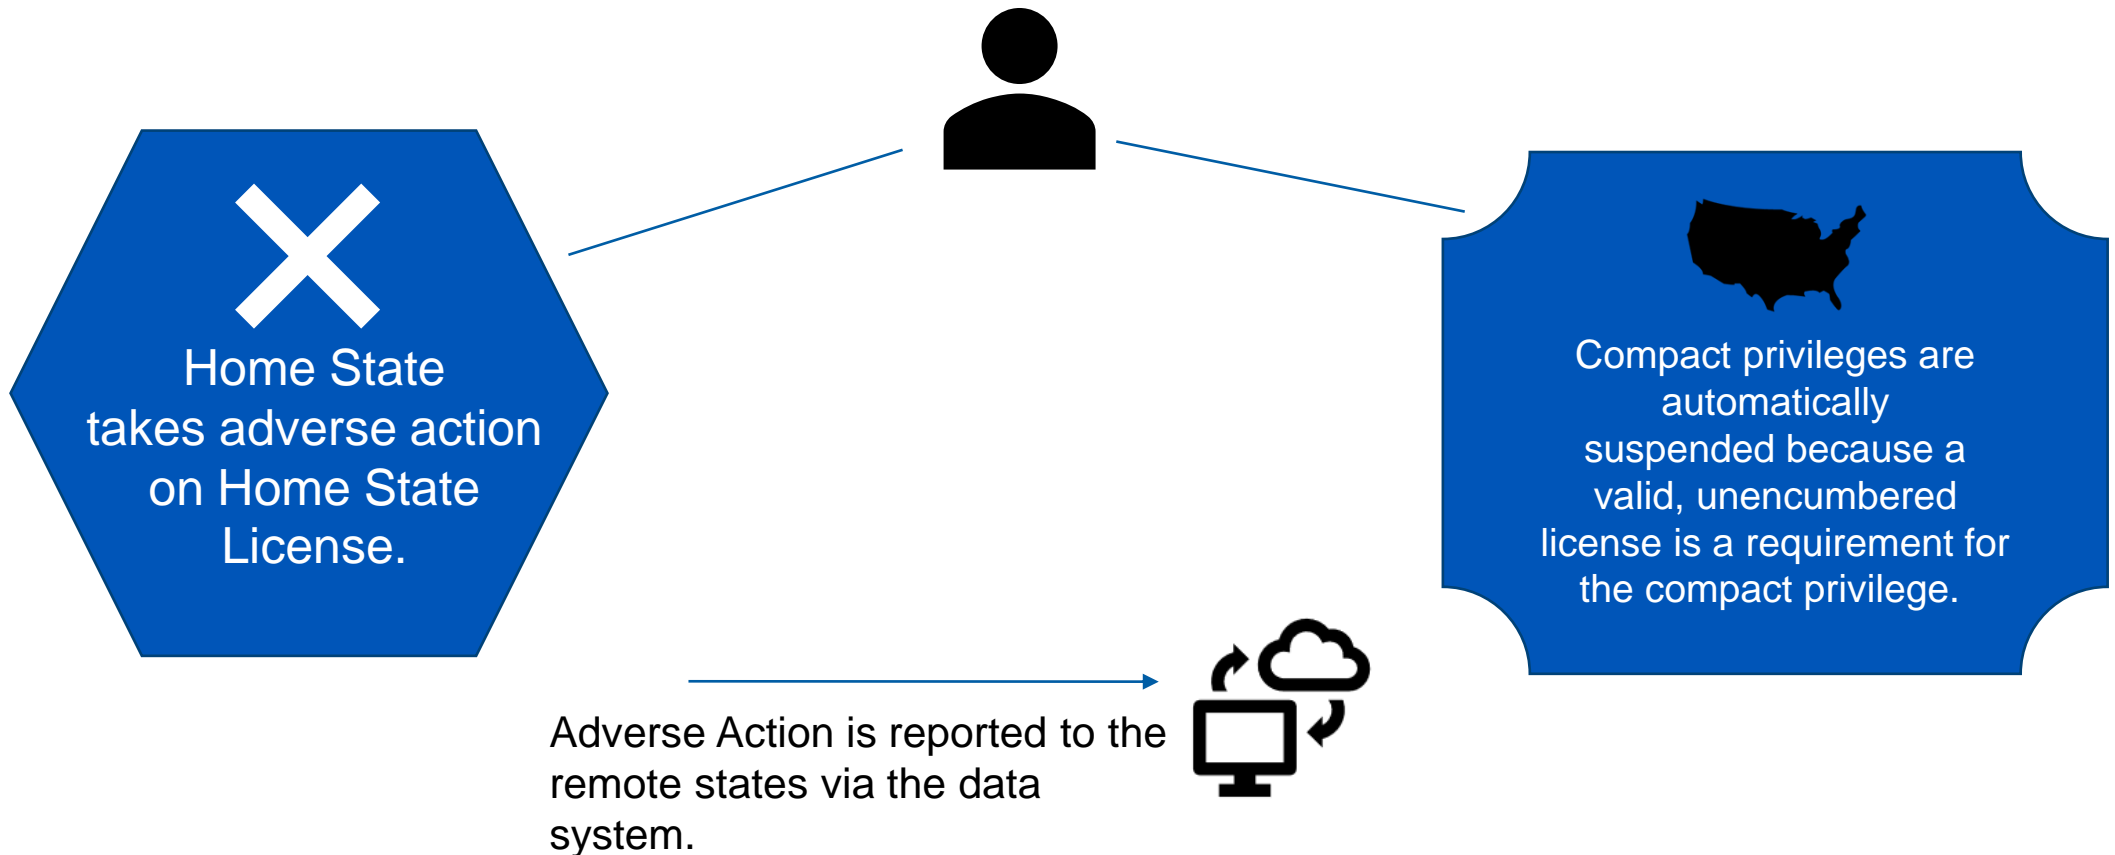 Home State
takes adverse action
on Home State
License.
Compact privileges are
automatically
suspended because a
valid, unencumbered
license is a requirement for
the compact privilege.
Adverse Action is reported to the
remote states via the data
system.